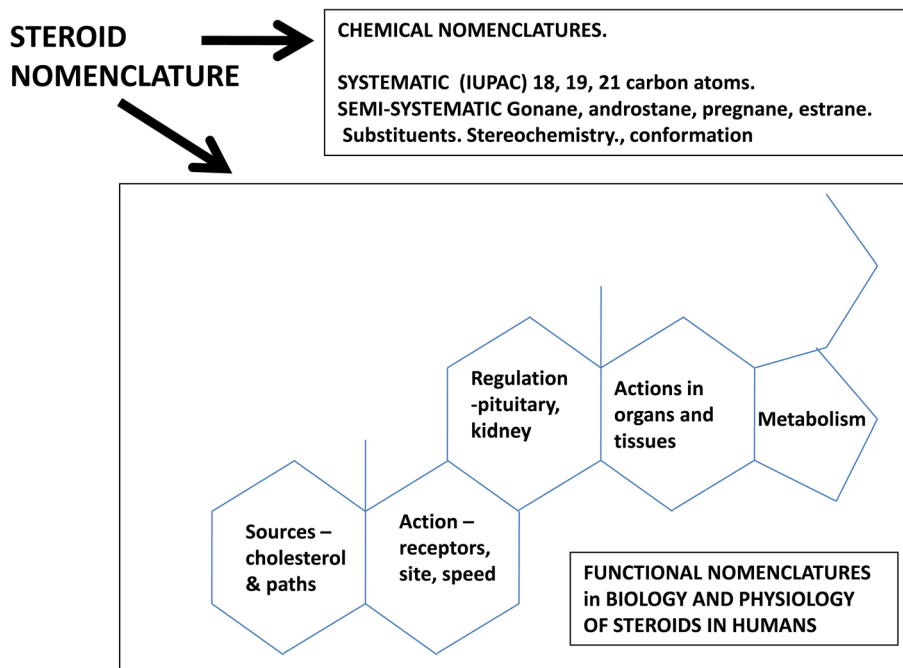 STEROID
NOMENCLATURE
CHEMICAL NOMENCLATURES.
SYSTEMATIC (IUPAC) 18, 19, 21 carbon atoms.
SEMI-SYSTEMATIC Gonane, androstane, pregnane, estrane.
Substituents. Stereochemistry., conformation
Regulation
-pituitary,
kidney
Actions in
organs and
tissues
Metabolism
Sources –
cholesterol
& paths
Action –
receptors,
site, speed
FUNCTIONAL NOMENCLATURES
in BIOLOGY AND PHYSIOLOGY
OF STEROIDS IN HUMANS